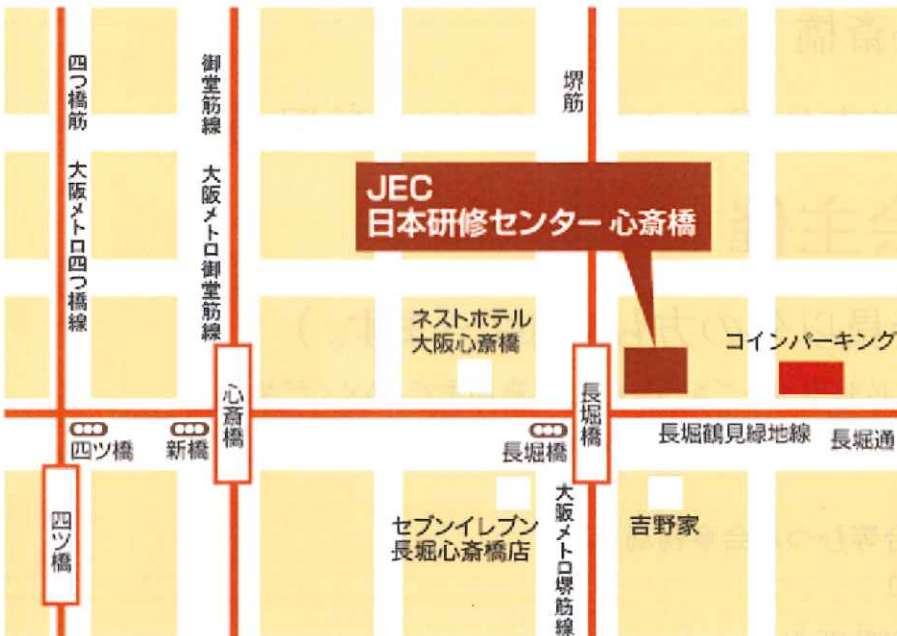 四つ橋筋
大阪メトロ四つ橋線
御堂筋線
大阪メトロ御堂筋線
堺筋
JEC
日本研修センター 心斎橋
ネストホテル
大阪心斎橋
コインパーキング
心斎橋
長堀橋
四ツ橋
新橋
長堀橋
長堀鶴見緑地線
長堀通
四ツ橋
セブンイレブン
長堀心斎橋店
大阪メトロ堺筋線
吉野家